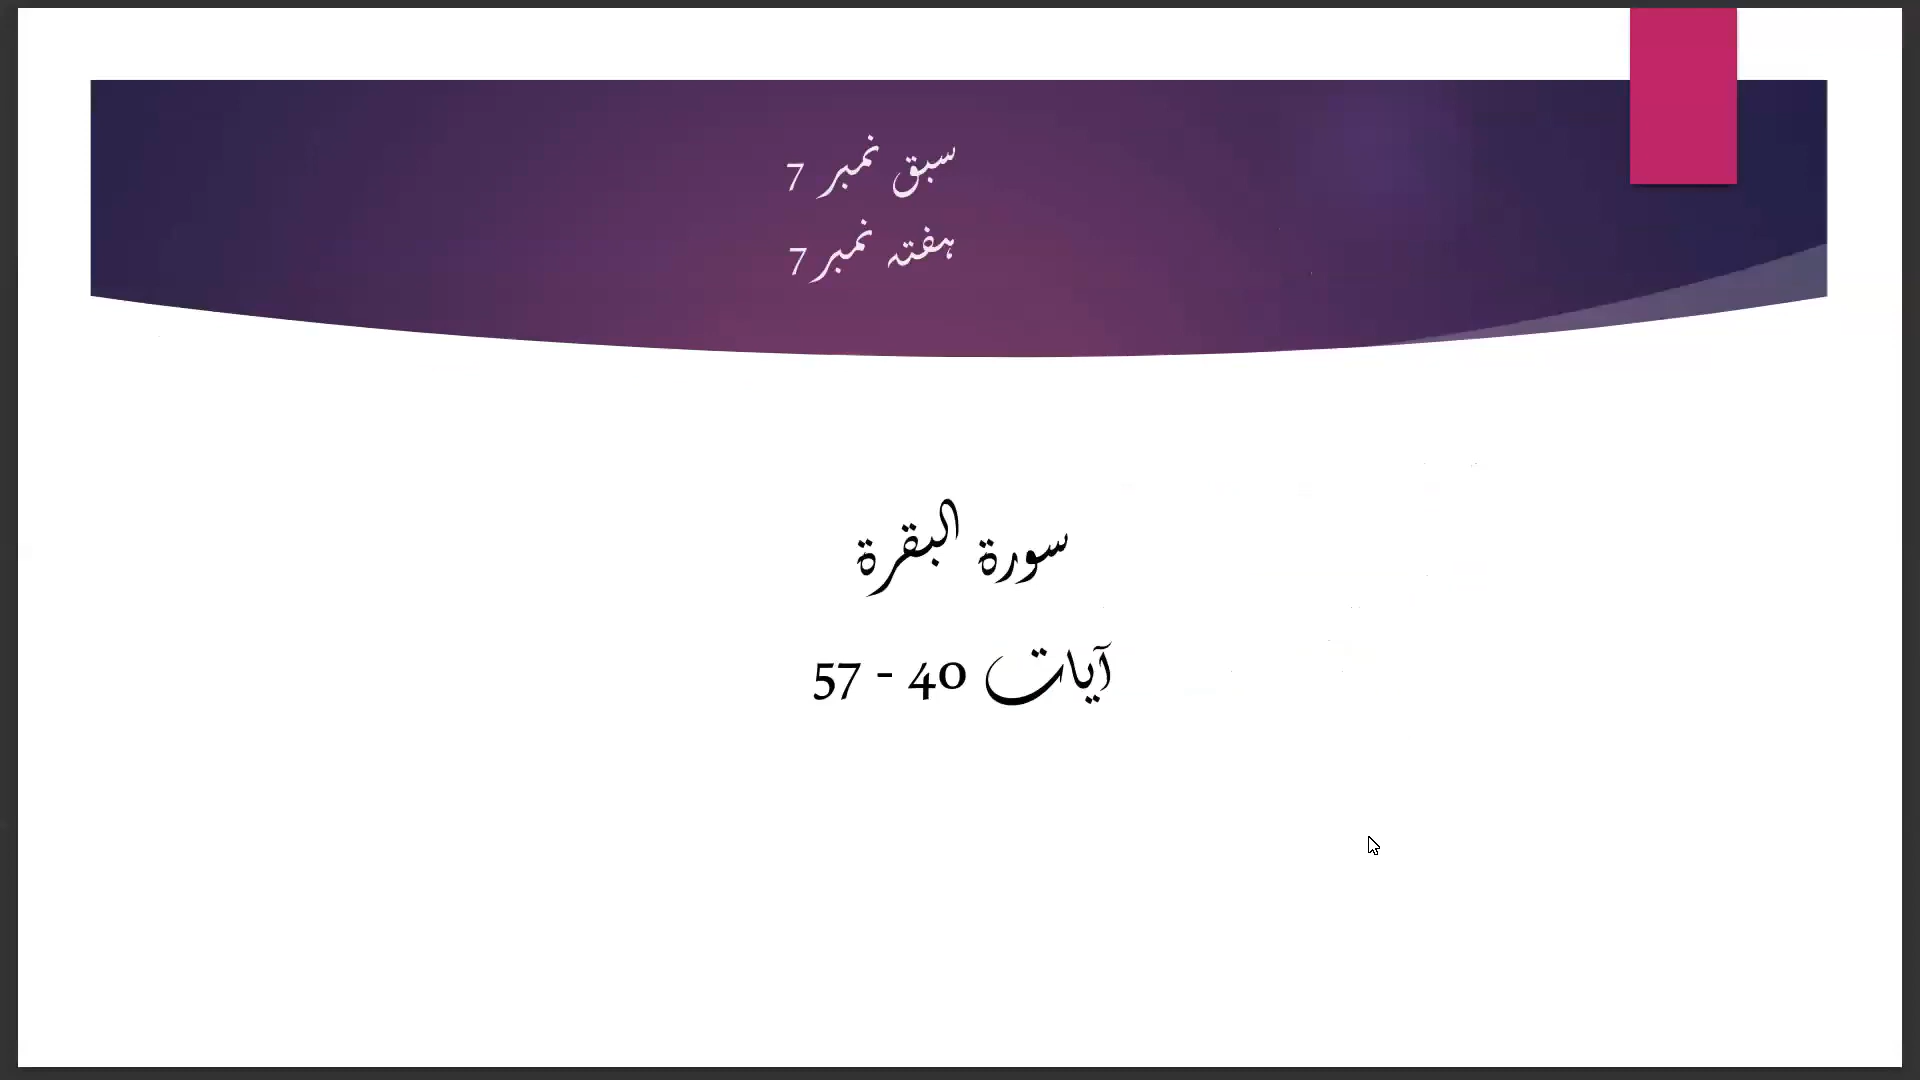 سبق نمبر 7
ہفتہ نمبر 7
سورة البقرة
آیات 40 - 57